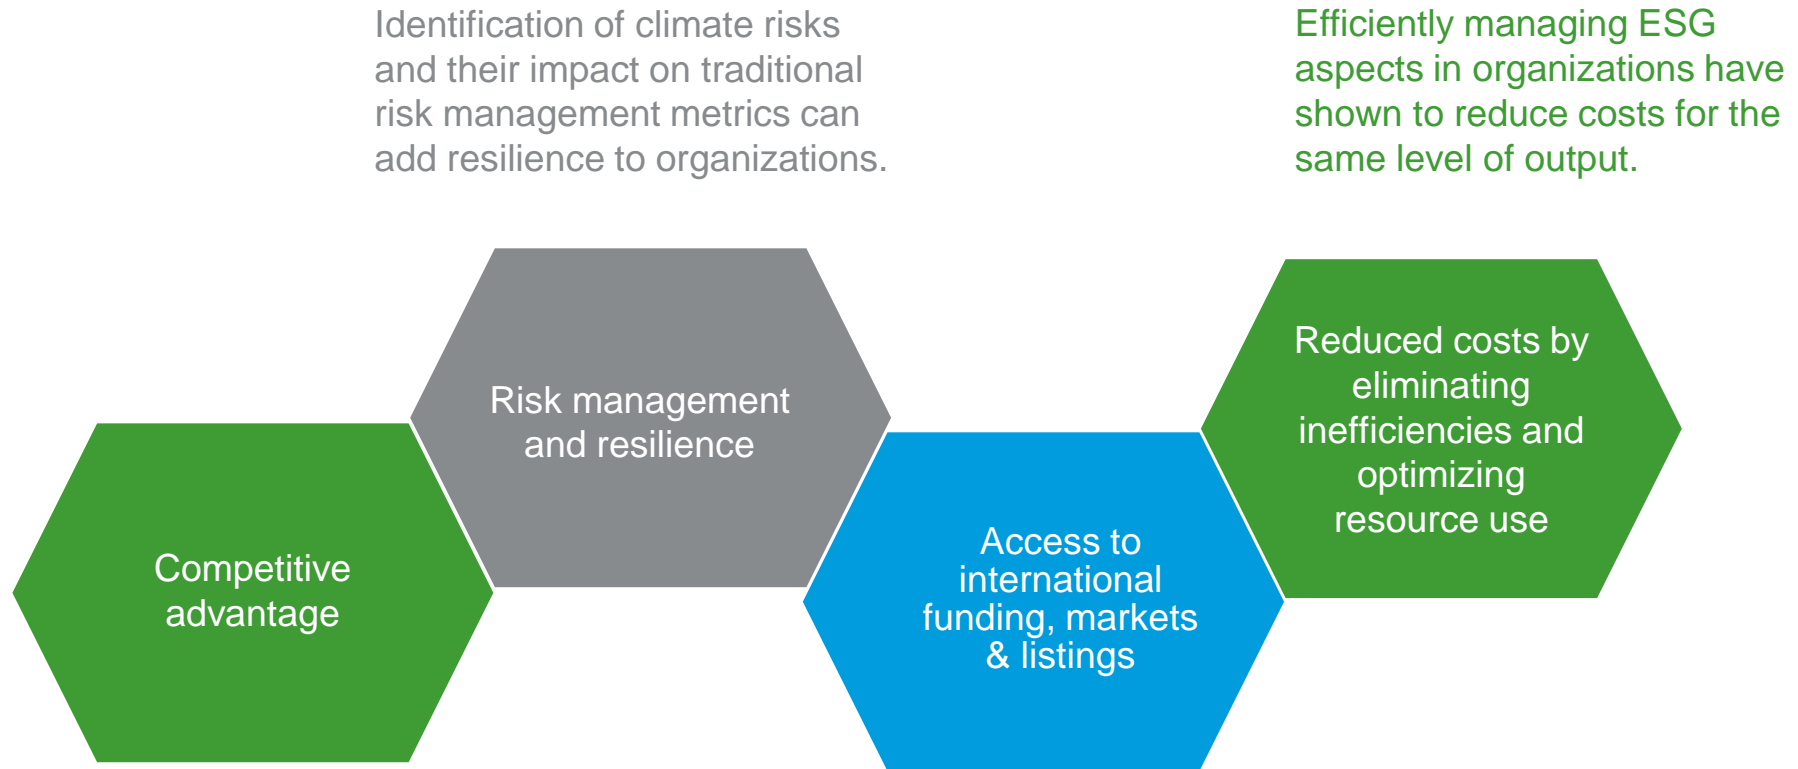 Identification of climate risks
and their impact on traditional
risk management metrics can
add resilience to organizations.
Efficiently managing ESG
aspects in organizations have
shown to reduce costs for the
same level of output.
Competitive
advantage
Risk management
and resilience
Access to
international
funding, markets
& listings
Reduced costs by
eliminating
inefficiencies and
optimizing
resource use